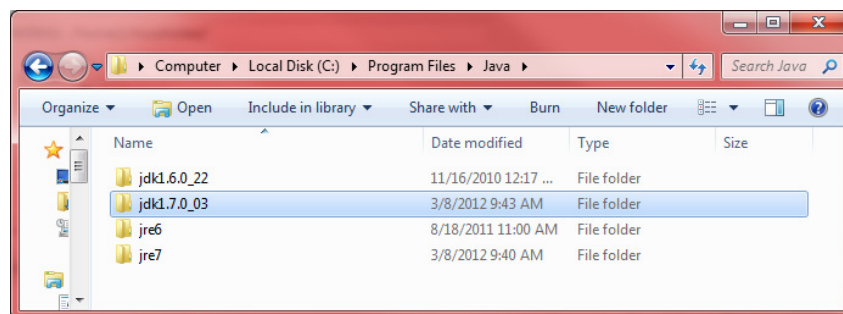 Computer Local Disk (C:) Program Files Java Search Java
Organize Open Include in library Share with Burn New folder
Name Date modified Type Size
jdk1.6.0_22 11/16/2010 12:17 ... File folder
jdk1.7.0_03 3/8/2012 9:43 AM File folder
jre6 8/18/2011 11:00 AM File folder
jre7 3/8/2012 9:40 AM File folder